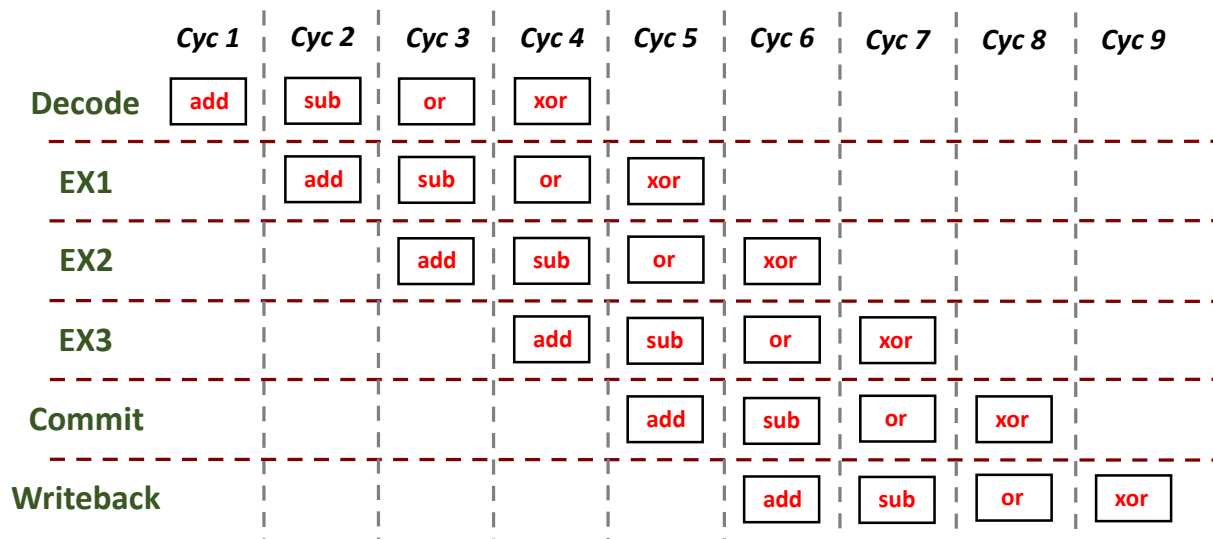 Cyc 1 Cyc 2 Cyc 3 Cyc 4 Cyc 5 Cyc 6 Cyc 7 Cyc 8 Cyc 9
Decode add sub or xor
EX1 add sub or xor
EX2 add sub or xor
EX3 add sub or xor
Commit add sub or xor
Writeback add sub or xor